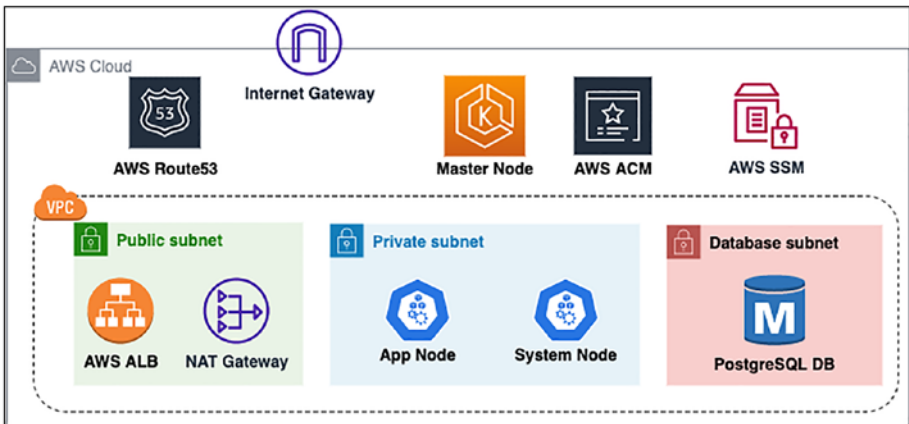 AWS Cloud
Internet Gateway
53
K
AWS Route53
Master Node
AWS ACM
AWS SSM
VPC
Public subnet
Private subnet
Database subnet
M
AWS ALB
NAT Gateway
App Node
System Node
PostgreSQL DB